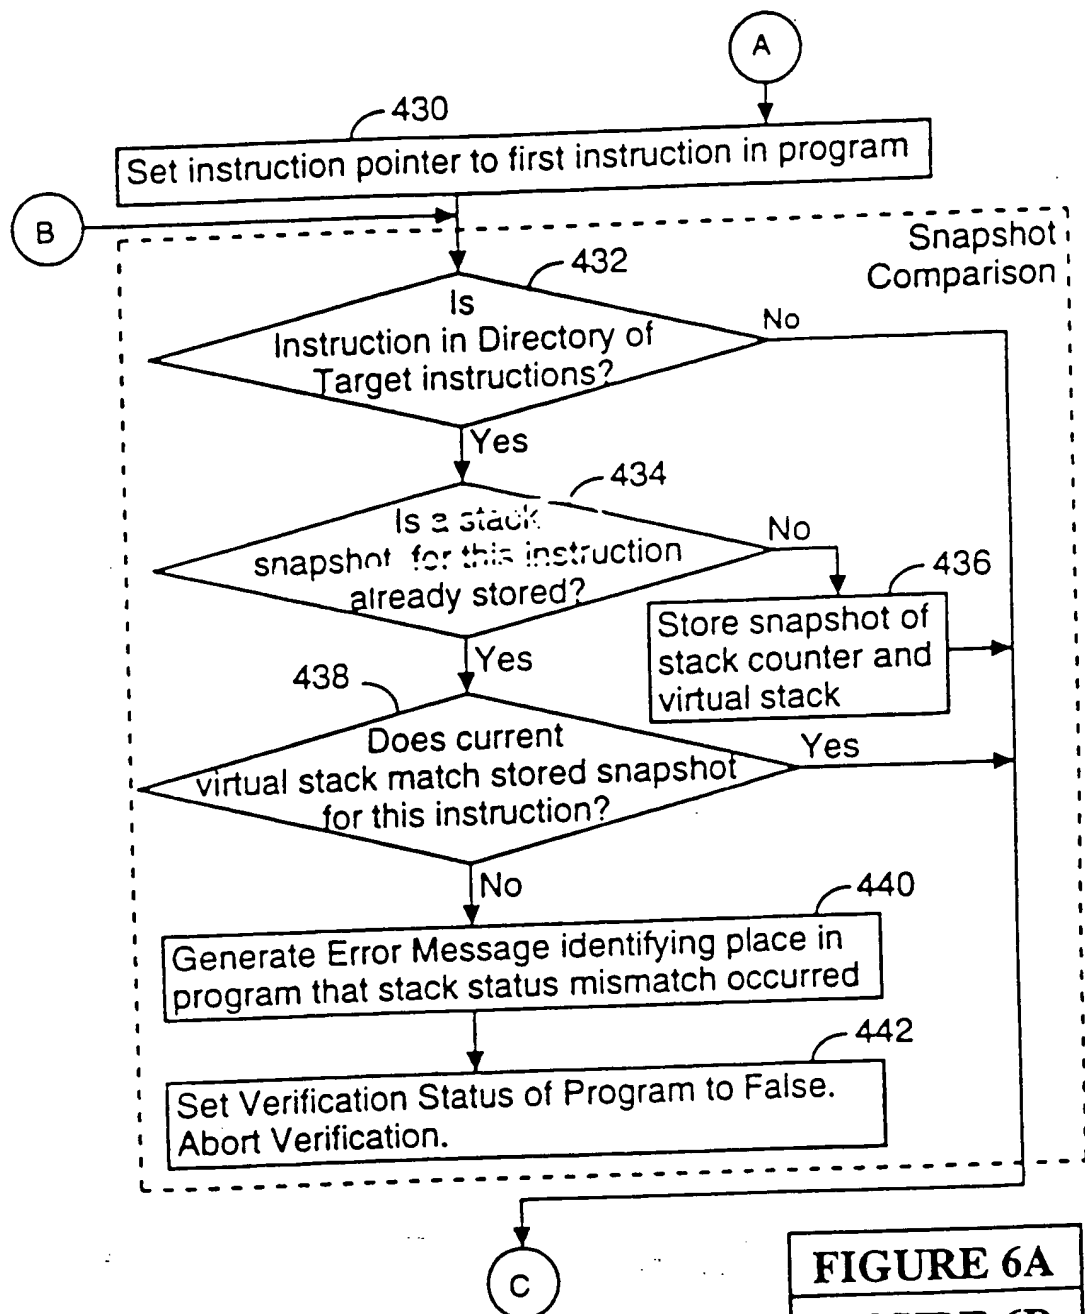 A
430
Set instruction pointer to first instruction in program
B
Snapshot
Comparison
432
Is
Instruction in Directory of
Target instructions?
No
Yes
434
Is a stack
snapshot for this instruction
already stored?
No
436
Store snapshot of
stack counter and
virtual stack
Yes
438
Does current
virtual stack match stored snapshot
for this instruction?
Yes
No
440
Generate Error Message identifying place in
program that stack status mismatch occurred
442
Set Verification Status of Program to False.
Abort Verification.
C
FIGURE 6A